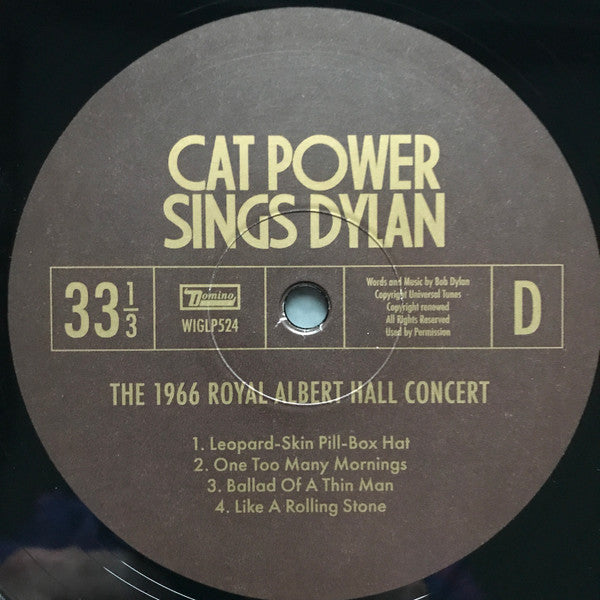 CAT POWER
SINGS DYLAN
33 1/3
Domino
WIGLP524
Words and Music by Bob Dylan
Copyright Universal Tunes
Copyright renewed
All Rights Reserved
Used by Permission
D
THE 1966 ROYAL ALBERT HALL CONCERT
1. Leopard-Skin Pill-Box Hat
2. One Too Many Mornings
3. Ballad Of A Thin Man
4. Like A Rolling Stone